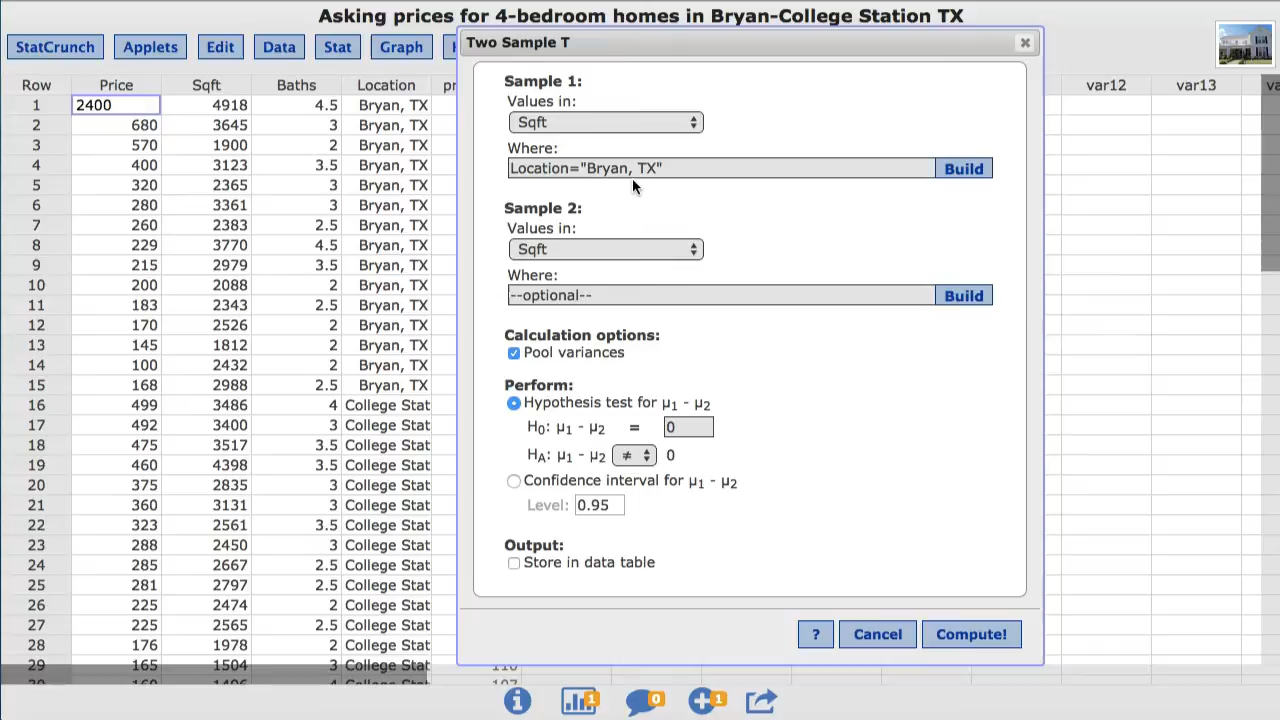 Asking prices for 4-bedroom homes in Bryan-College Station TX
StatCrunch Applets Edit Data Stat Graph
Two Sample T
Row Price Sqft Baths Location var12 var13
1 2400 4918 4.5 Bryan, TX
2 680 3645 3 Bryan, TX
3 570 1900 2 Bryan, TX
4 400 3123 3.5 Bryan, TX
5 320 2365 3 Bryan, TX
6 280 3361 3 Bryan, TX
7 260 2383 2.5 Bryan, TX
8 229 3770 4.5 Bryan, TX
9 215 2979 3.5 Bryan, TX
10 200 2088 2 Bryan, TX
11 183 2343 2.5 Bryan, TX
12 170 2526 2 Bryan, TX
13 145 1812 2 Bryan, TX
14 100 2432 2 Bryan, TX
15 168 2988 2.5 Bryan, TX
16 499 3486 4 College Stat
17 492 3400 3 College Stat
18 475 3517 3.5 College Stat
19 460 4398 3.5 College Stat
20 375 2835 3 College Stat
21 360 3131 3 College Stat
22 323 2561 3.5 College Stat
23 288 2450 3 College Stat
24 285 2667 2.5 College Stat
25 281 2797 2.5 College Stat
26 225 2474 2 College Stat
27 225 2565 2.5 College Stat
28 176 1978 2 College Stat
29 165 1504 3 College Stat
Sample 1:
Values in:
Sqft
Where:
Location="Bryan, TX" Build
Sample 2:
Values in:
Sqft
Where:
--optional-- Build
Calculation options:
Pool variances
Perform:
Hypothesis test for μ1 - μ2
H0: μ1 - μ2 = 0
HA: μ1 - μ2 ≠ 0
Confidence interval for μ1 - μ2
Level: 0.95
Output:
Store in data table
? Cancel Compute!
1 0 1